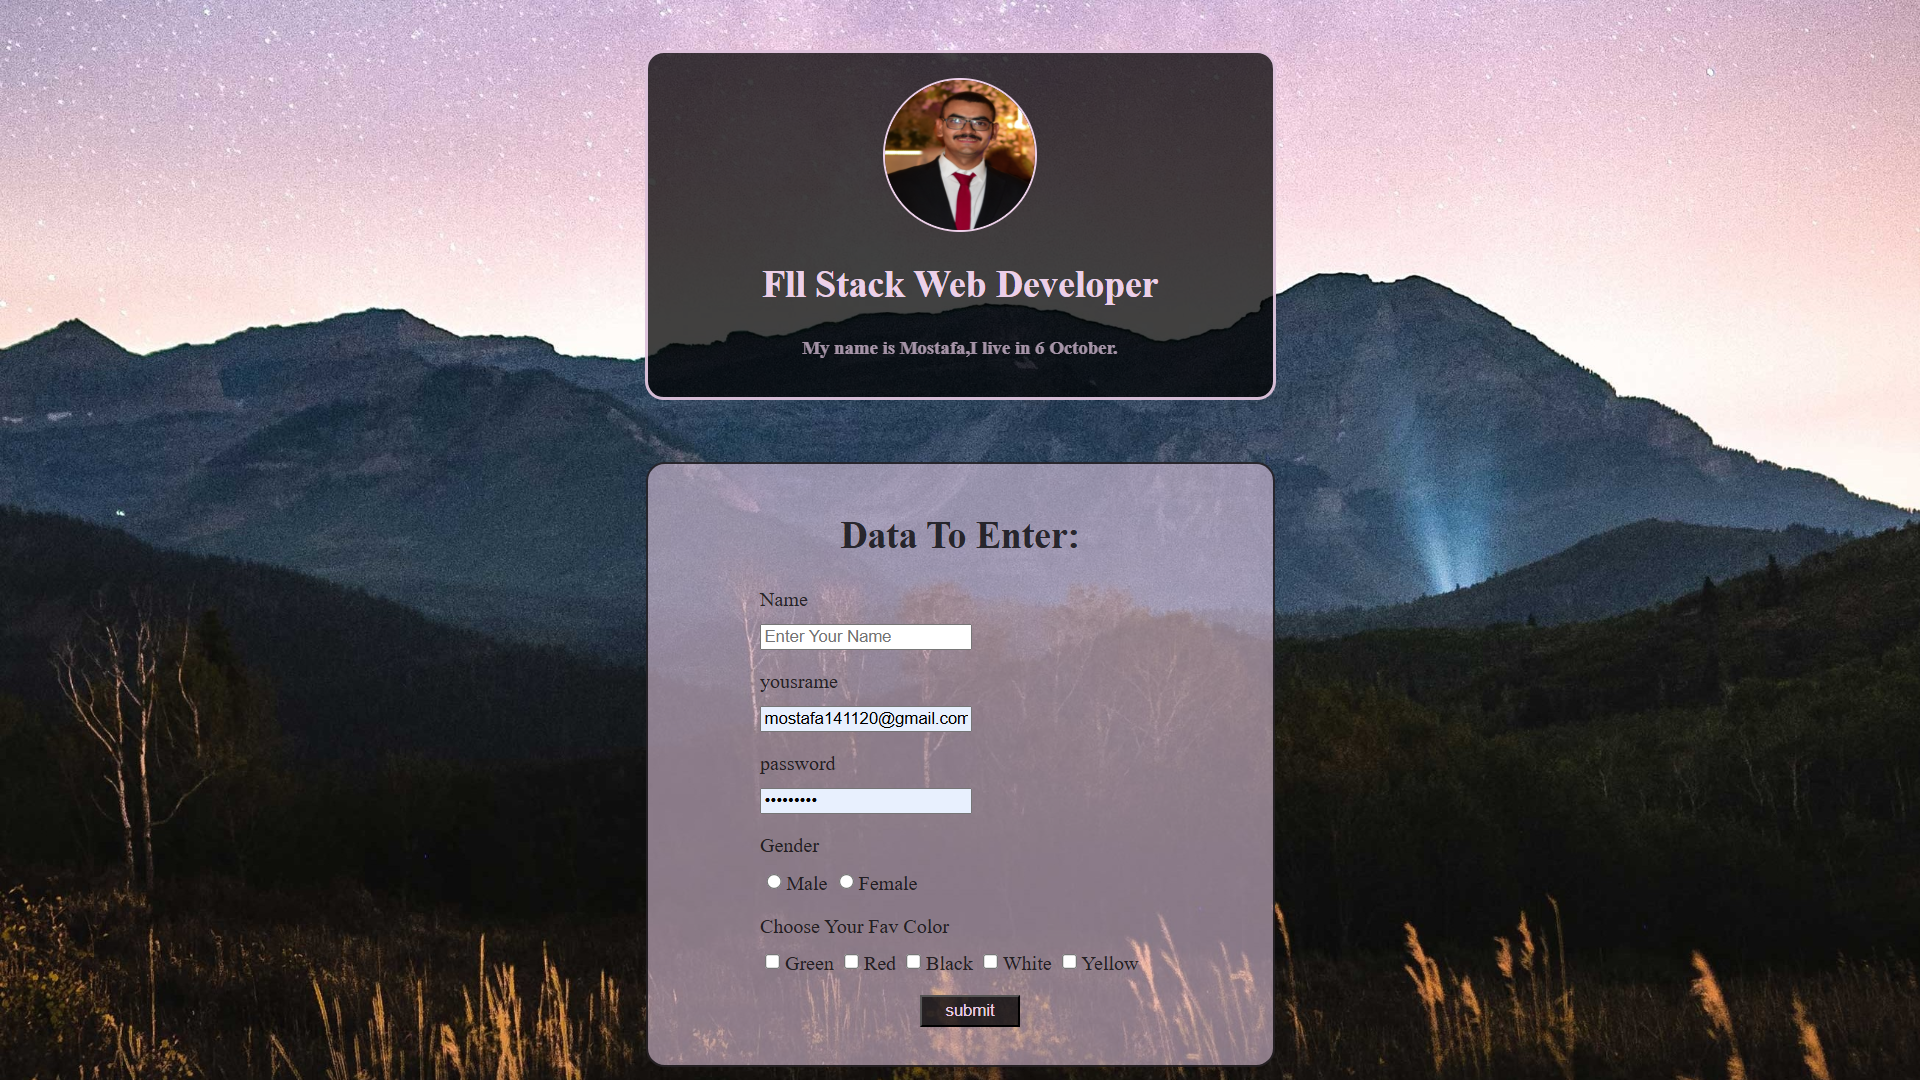 Fll Stack Web Developer
My name is Mostafa,I live in 6 October.
Data To Enter:
Name
Enter Your Name
yousrame
mostafa141120@gmail.com
password
•••••••••
Gender
Male Female
Choose Your Fav Color
Green Red Black White Yellow
submit